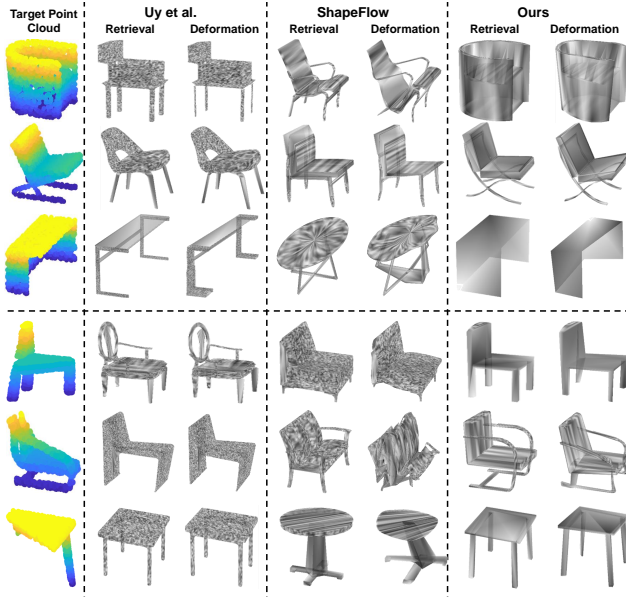 Target Point Cloud
Uy et al.
ShapeFlow
Ours
Retrieval
Deformation
Retrieval
Deformation
Retrieval
Deformation